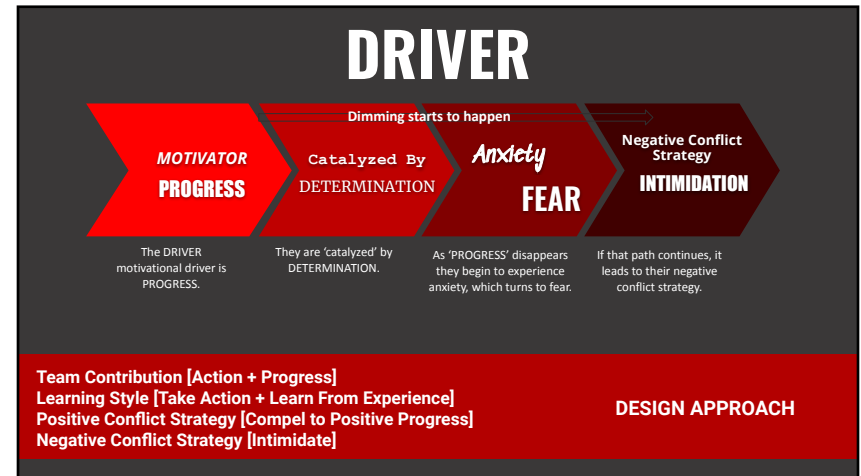 DRIVER
Dimming starts to happen
MOTIVATOR
PROGRESS
Catalyzed By
DETERMINATION
Anxiety
FEAR
Negative Conflict
Strategy
INTIMIDATION
The DRIVER
motivational driver is
PROGRESS.
They are ‘catalyzed’ by
DETERMINATION.
As ‘PROGRESS’ disappears
they begin to experience
anxiety, which turns to fear.
If that path continues, it
leads to their negative
conflict strategy.
Team Contribution [Action + Progress]
Learning Style [Take Action + Learn From Experience]
Positive Conflict Strategy [Compel to Positive Progress]
Negative Conflict Strategy [Intimidate]
DESIGN APPROACH